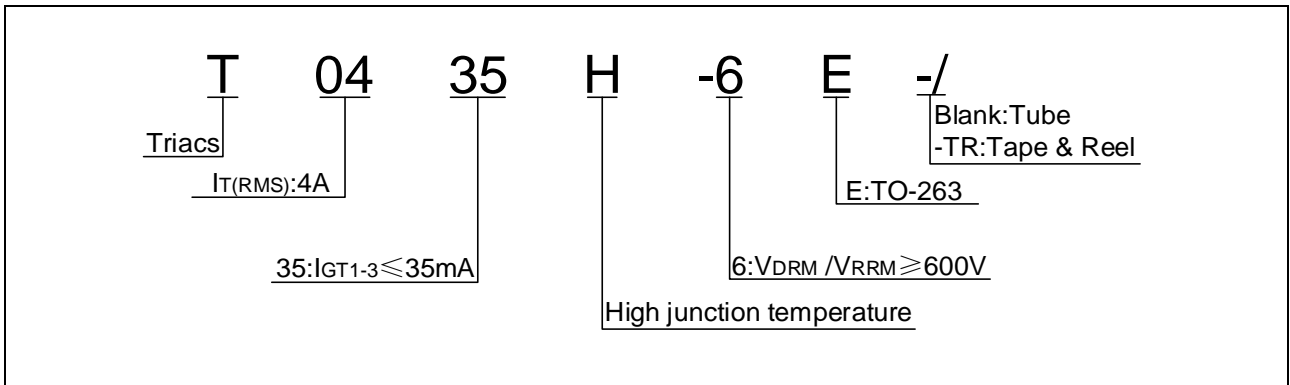 T 04 35 H -6 E -/
Blank:Tube
Triacs
-TR:Tape & Reel
IT(RMS):4A
E:TO-263
35:IGT1-3≤35mA
6:VDRM /VRRM≥600V
High junction temperature